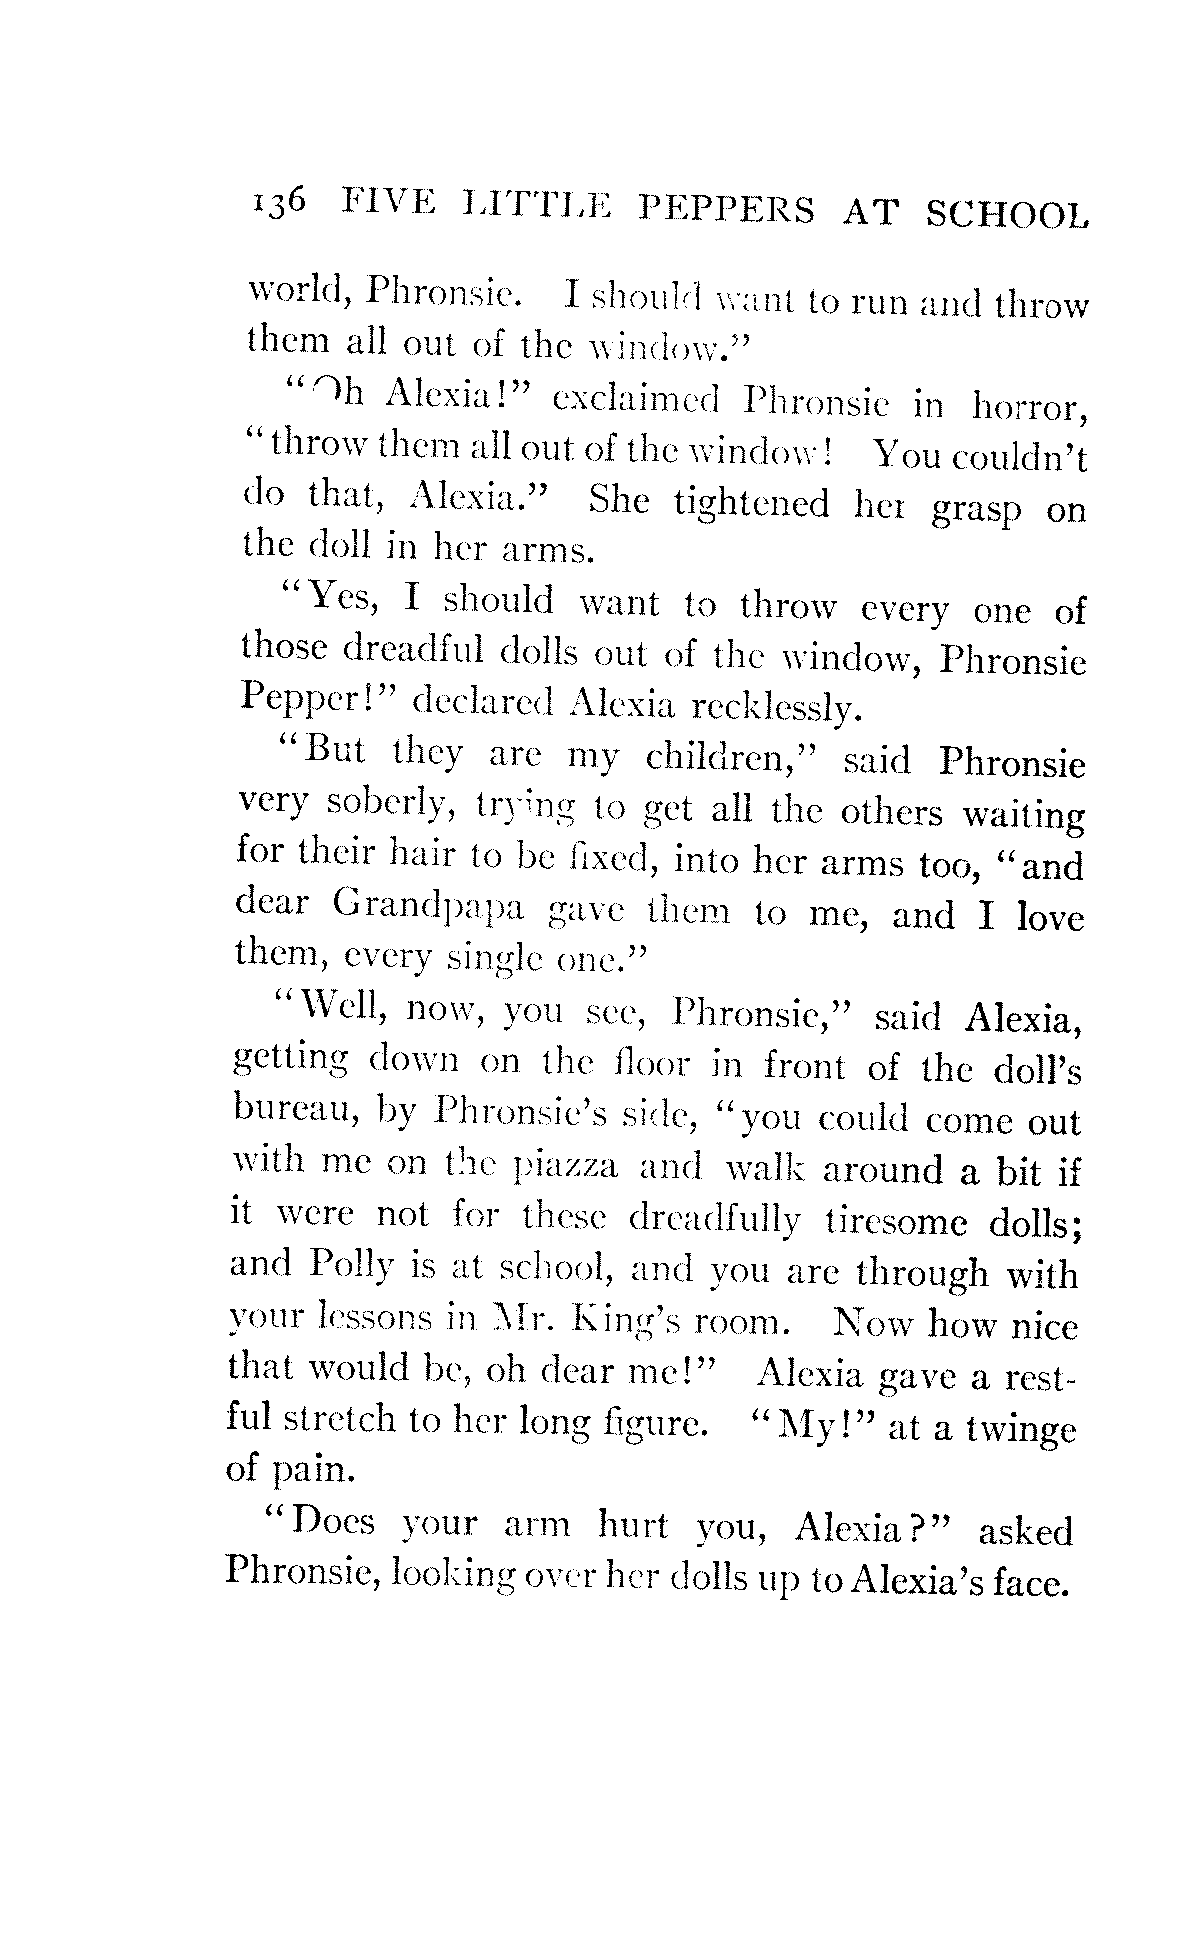 136 FIVE LITTLE PEPPERS AT SCHOOL
world, Phronsie. I should want to run and throw
them all out of the window."
"Oh Alexia!" exclaimed Phronsie in horror,
"throw them all out of the window! You couldn't
do that, Alexia." She tightened her grasp on
the doll in her arms.
"Yes, I should want to throw every one of
those dreadful dolls out of the window, Phronsie
Pepper!" declared Alexia recklessly.
"But they are my children," said Phronsie
very soberly, trying to get all the others waiting
for their hair to be fixed, into her arms too, "and
dear Grandpapa gave them to me, and I love
them, every single one."
"Well, now, you see, Phronsie," said Alexia,
getting down on the floor in front of the doll's
bureau, by Phronsie's side, "you could come out
with me on the piazza and walk around a bit if
it were not for these dreadfully tiresome dolls;
and Polly is at school, and you are through with
your lessons in Mr. King's room. Now how nice
that would be, oh dear me!" Alexia gave a rest-
ful stretch to her long figure. "My!" at a twinge
of pain.
"Does your arm hurt you, Alexia?" asked
Phronsie, looking over her dolls up to Alexia's face.